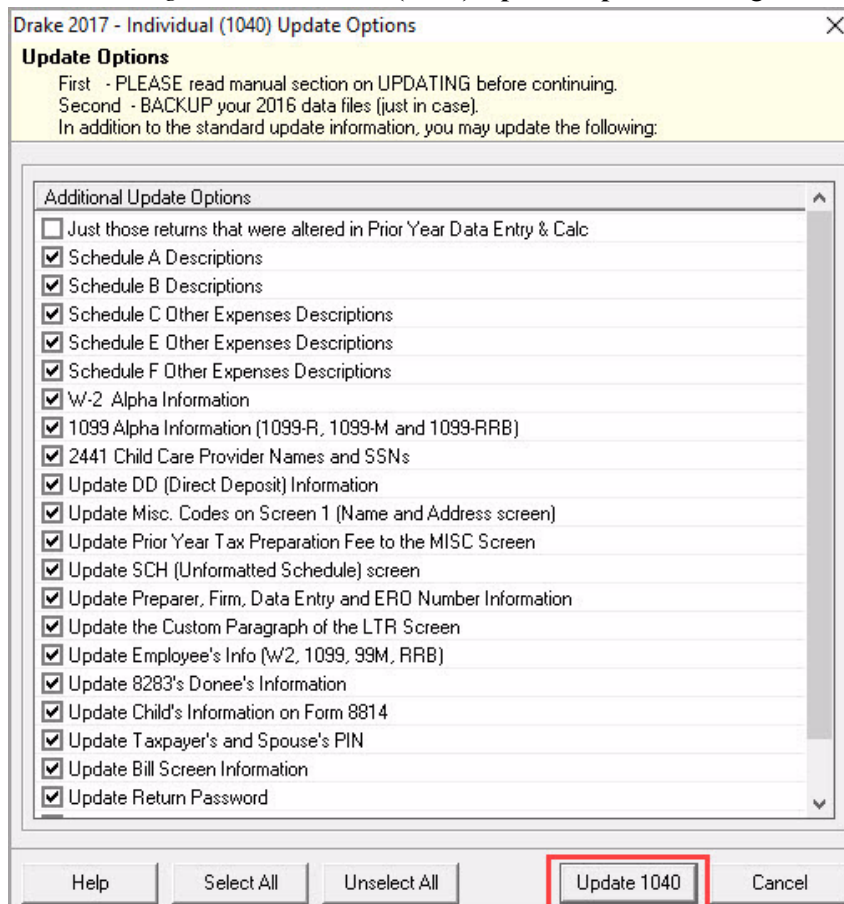 Drake 2017 - Individual (1040) Update Options
Update Options
First - PLEASE read manual section on UPDATING before continuing.
Second - BACKUP your 2016 data files (just in case).
In addition to the standard update information, you may update the following:
Additional Update Options
Just those returns that were altered in Prior Year Data Entry & Calc
Schedule A Descriptions
Schedule B Descriptions
Schedule C Other Expenses Descriptions
Schedule E Other Expenses Descriptions
Schedule F Other Expenses Descriptions
W-2 Alpha Information
1099 Alpha Information (1099-R, 1099-M and 1099-RRB)
2441 Child Care Provider Names and SSNs
Update DD (Direct Deposit) Information
Update Misc. Codes on Screen 1 (Name and Address screen)
Update Prior Year Tax Preparation Fee to the MISC Screen
Update SCH (Unformatted Schedule) screen
Update Preparer, Firm, Data Entry and ERO Number Information
Update the Custom Paragraph of the LTR Screen
Update Employee's Info (W2, 1099, 99M, RRB)
Update 8283's Donee's Information
Update Child's Information on Form 8814
Update Taxpayer's and Spouse's PIN
Update Bill Screen Information
Update Return Password
Help Select All Unselect All Update 1040 Cancel